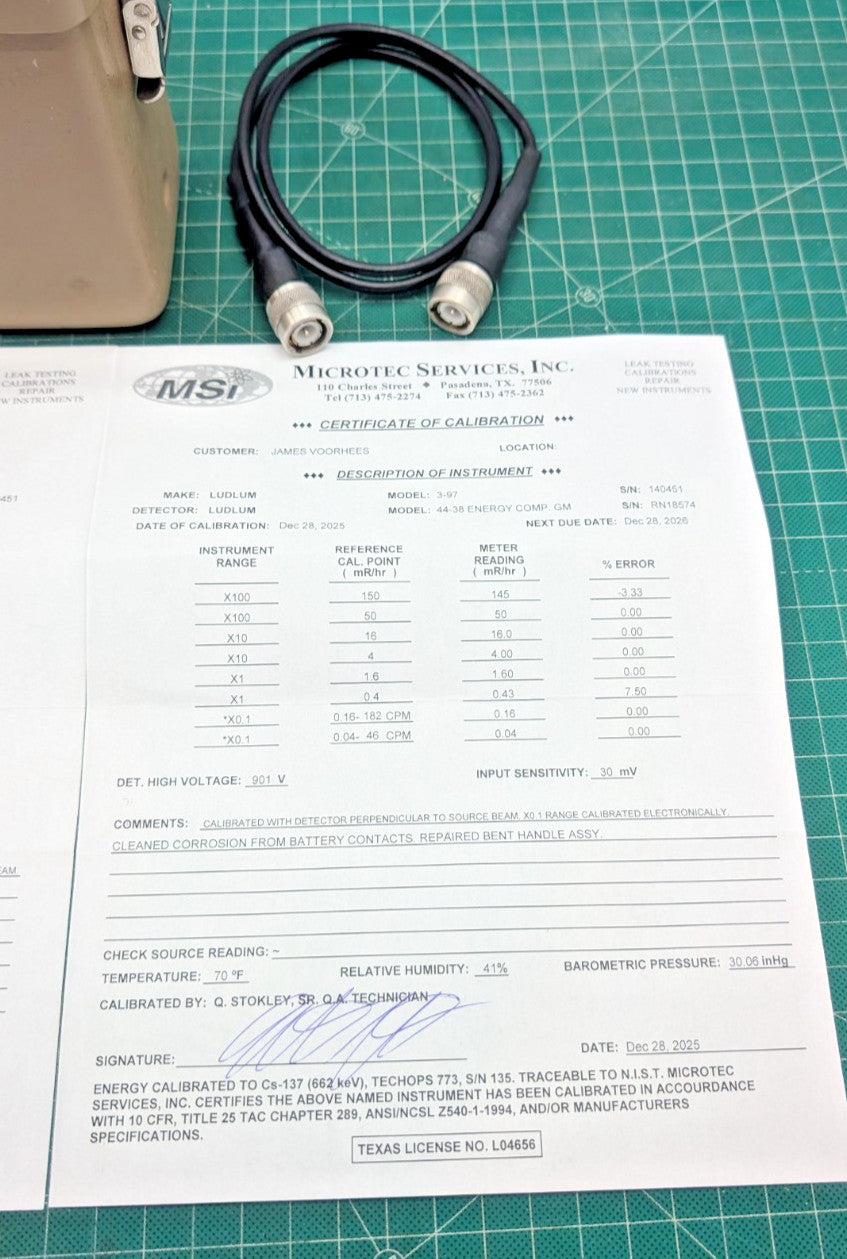 LEAK TESTING
CALIBRATIONS
REPAIR
W INSTRUMENTS
451
EAM.
MSi
MICROTEC SERVICES, INC.
110 Charles Street ♦ Pasadena, TX. 77506
Tel (713) 475-2274 Fax (713) 475-2362
LEAK TESTING
CALIBRATIONS
REPAIR
NEW INSTRUMENTS
♦♦♦ CERTIFICATE OF CALIBRATION ♦♦♦
CUSTOMER: JAMES VOORHEES LOCATION:
♦♦♦ DESCRIPTION OF INSTRUMENT ♦♦♦
MAKE: LUDLUM MODEL: 3-97 S/N: 140451
DETECTOR: LUDLUM MODEL: 44-38 ENERGY COMP. GM S/N: RN18574
DATE OF CALIBRATION: Dec 28, 2025 NEXT DUE DATE: Dec 28, 2026
INSTRUMENT RANGE REFERENCE CAL. POINT ( mR/hr ) METER READING ( mR/hr ) % ERROR
X100 150 145 -3.33
X100 50 50 0.00
X10 16 16.0 0.00
X10 4 4.00 0.00
X1 1.6 1.60 0.00
X1 0.4 0.43 7.50
*X0.1 0.16- 182 CPM 0.16 0.00
*X0.1 0.04- 46 CPM 0.04 0.00
DET. HIGH VOLTAGE: 901 V INPUT SENSITIVITY: 30 mV
COMMENTS: CALIBRATED WITH DETECTOR PERPENDICULAR TO SOURCE BEAM. X0.1 RANGE CALIBRATED ELECTRONICALLY.
CLEANED CORROSION FROM BATTERY CONTACTS. REPAIRED BENT HANDLE ASSY.
CHECK SOURCE READING: ~
TEMPERATURE: 70 ºF RELATIVE HUMIDITY: 41% BAROMETRIC PRESSURE: 30.06 inHg
CALIBRATED BY: Q. STOKLEY, SR. Q.A. TECHNICIAN
SIGNATURE: DATE: Dec 28, 2025
ENERGY CALIBRATED TO Cs-137 (662 keV), TECHOPS 773, S/N 135. TRACEABLE TO N.I.S.T. MICROTEC
SERVICES, INC. CERTIFIES THE ABOVE NAMED INSTRUMENT HAS BEEN CALIBRATED IN ACCOURDANCE
WITH 10 CFR, TITLE 25 TAC CHAPTER 289, ANSI/NCSL Z540-1-1994, AND/OR MANUFACTURERS
SPECIFICATIONS.
TEXAS LICENSE NO. L04656